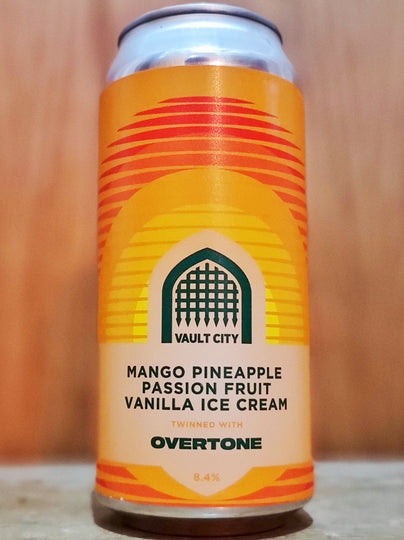 VAULT CITY
MANGO PINEAPPLE
PASSION FRUIT
VANILLA ICE CREAM
TWINNED WITH
OVERTONE
8.4%